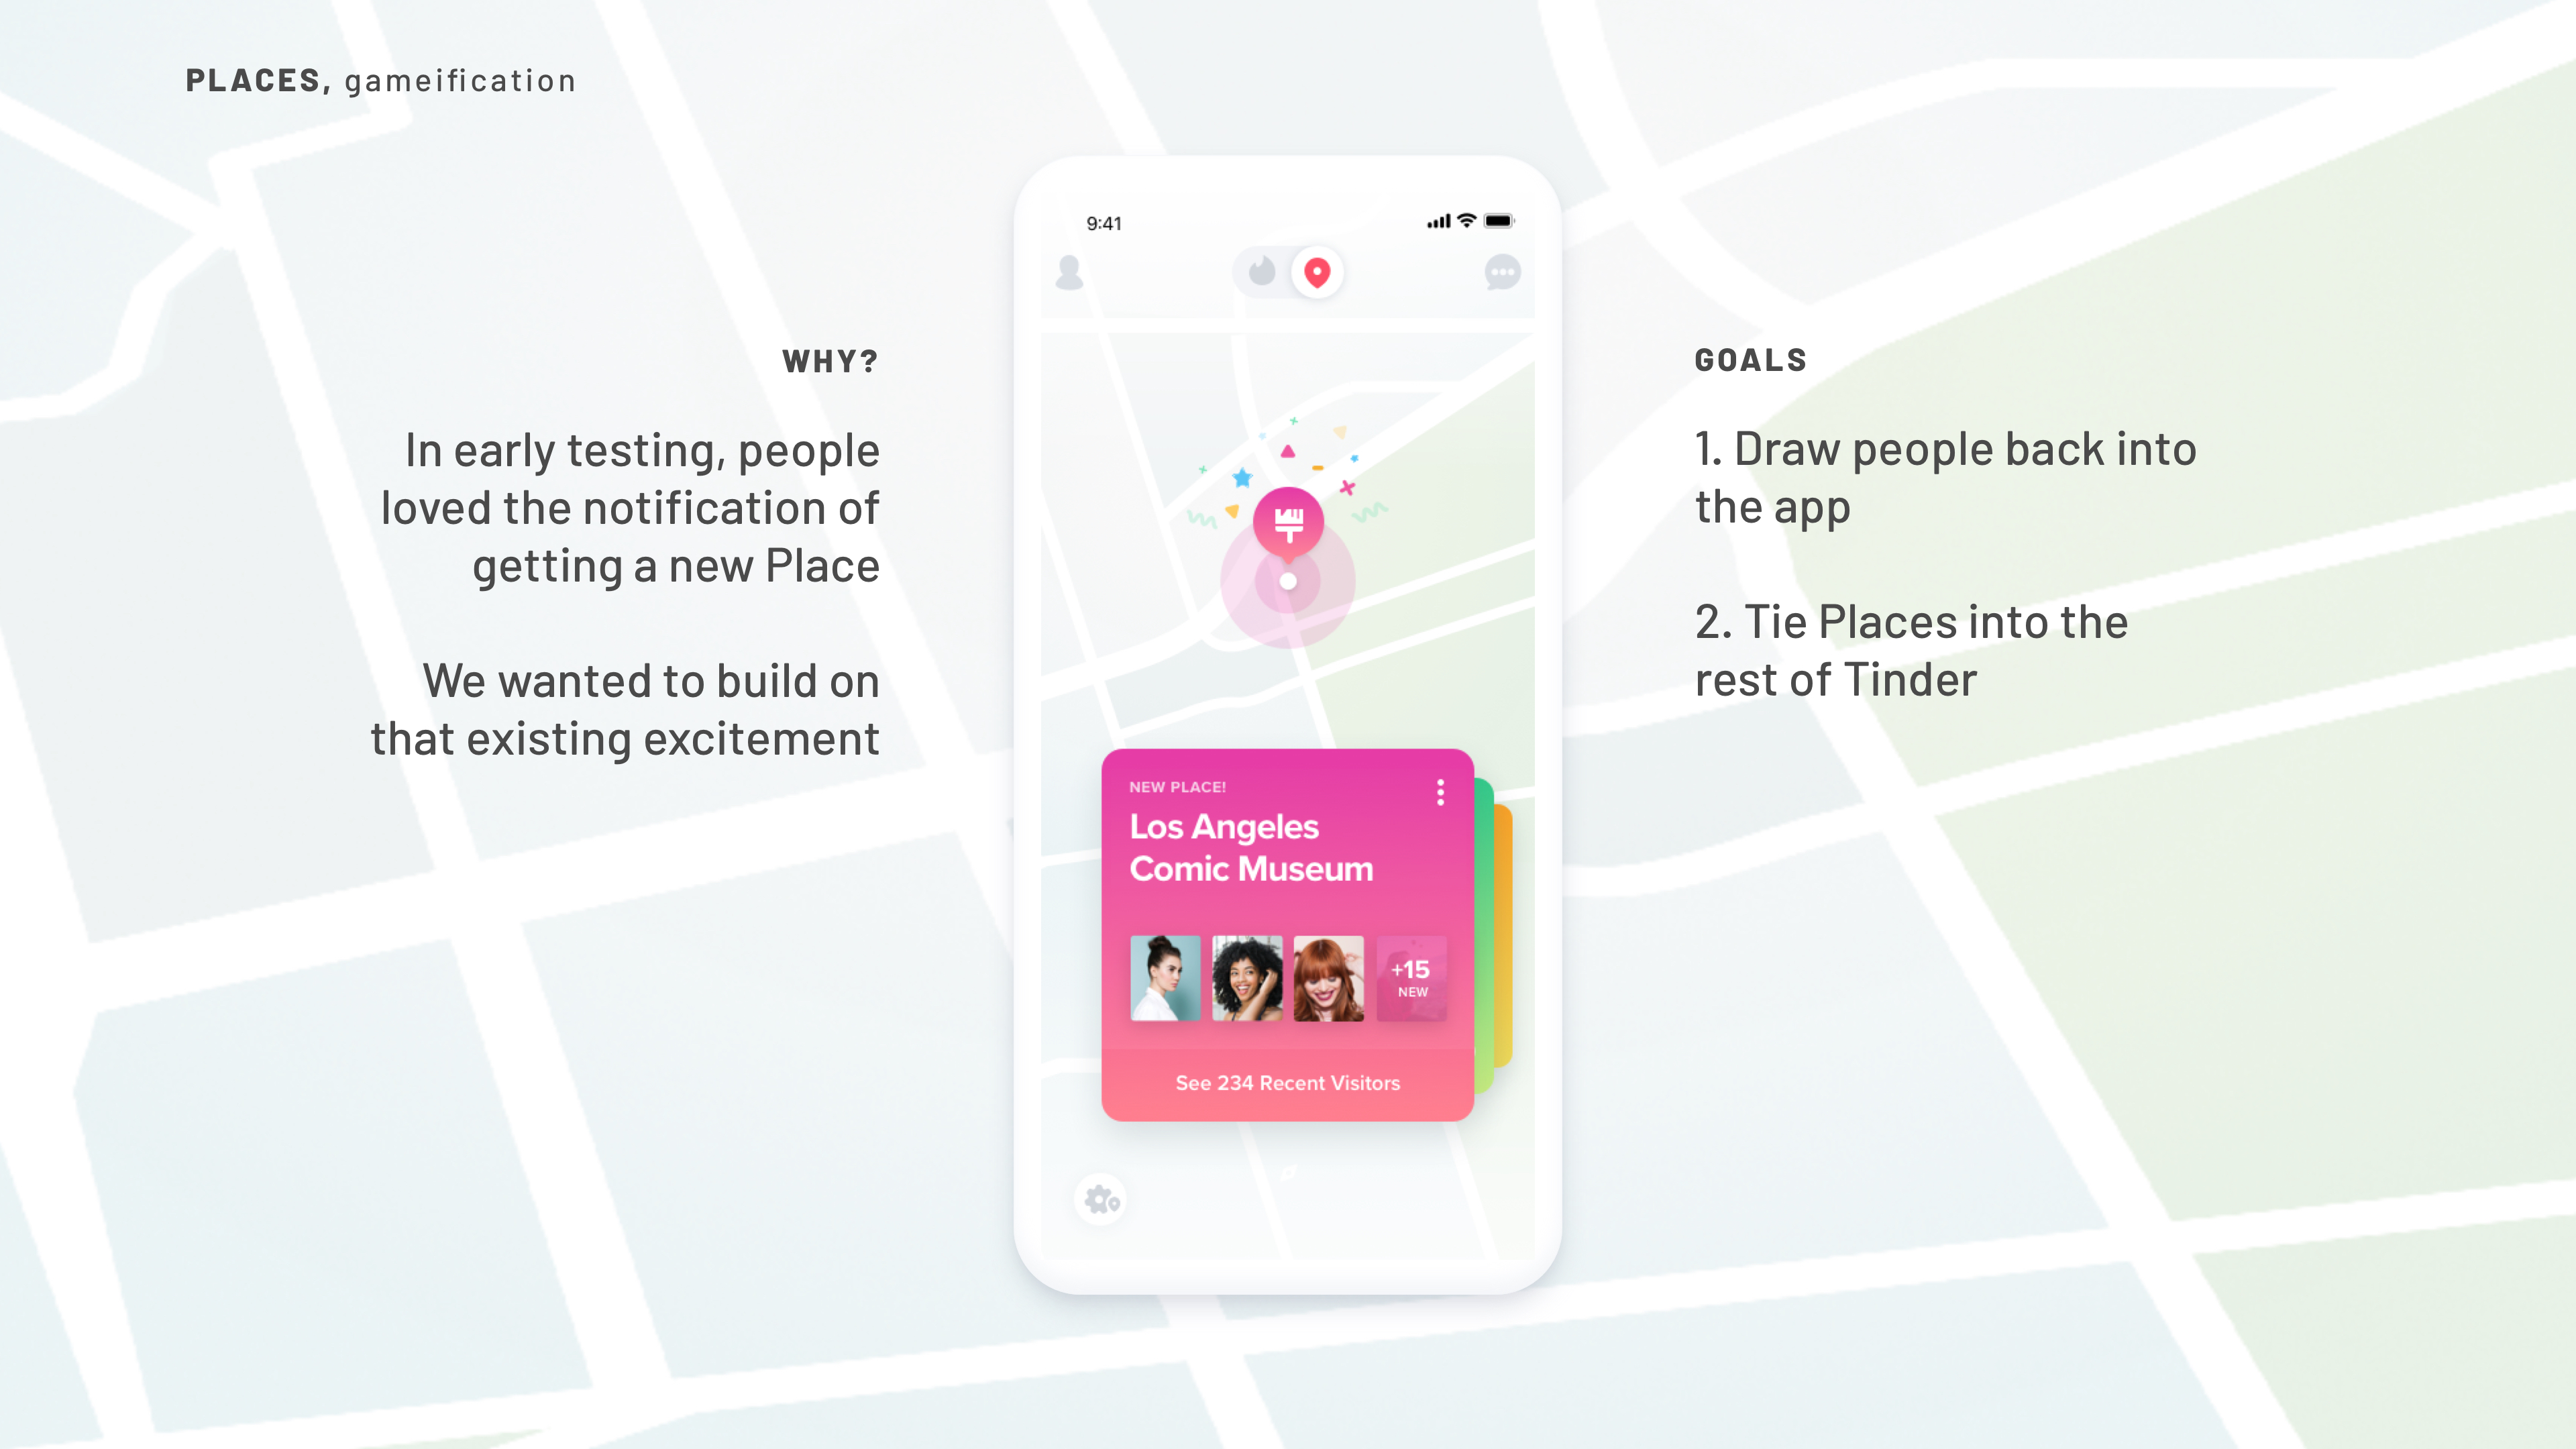 PLACES, gameification
WHY?
In early testing, people
loved the notification of
getting a new Place
We wanted to build on
that existing excitement
9:41
NEW PLACE!
Los Angeles
Comic Museum
+15
NEW
See 234 Recent Visitors
GOALS
1. Draw people back into
the app
2. Tie Places into the
rest of Tinder